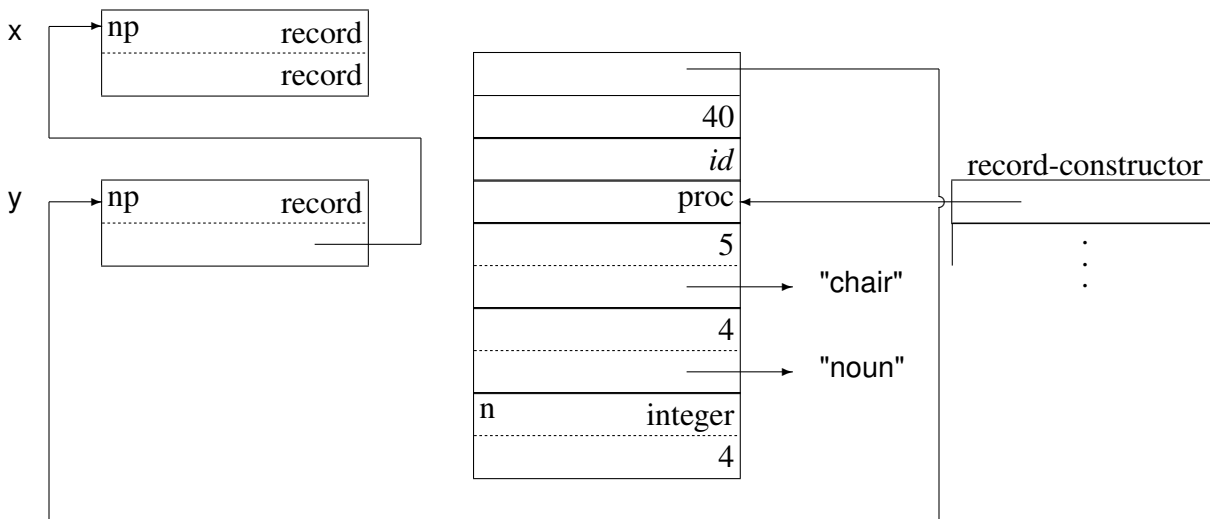 x
np record
record
y
np record
40
id
proc
5
"chair"
4
"noun"
n integer
4
record-constructor